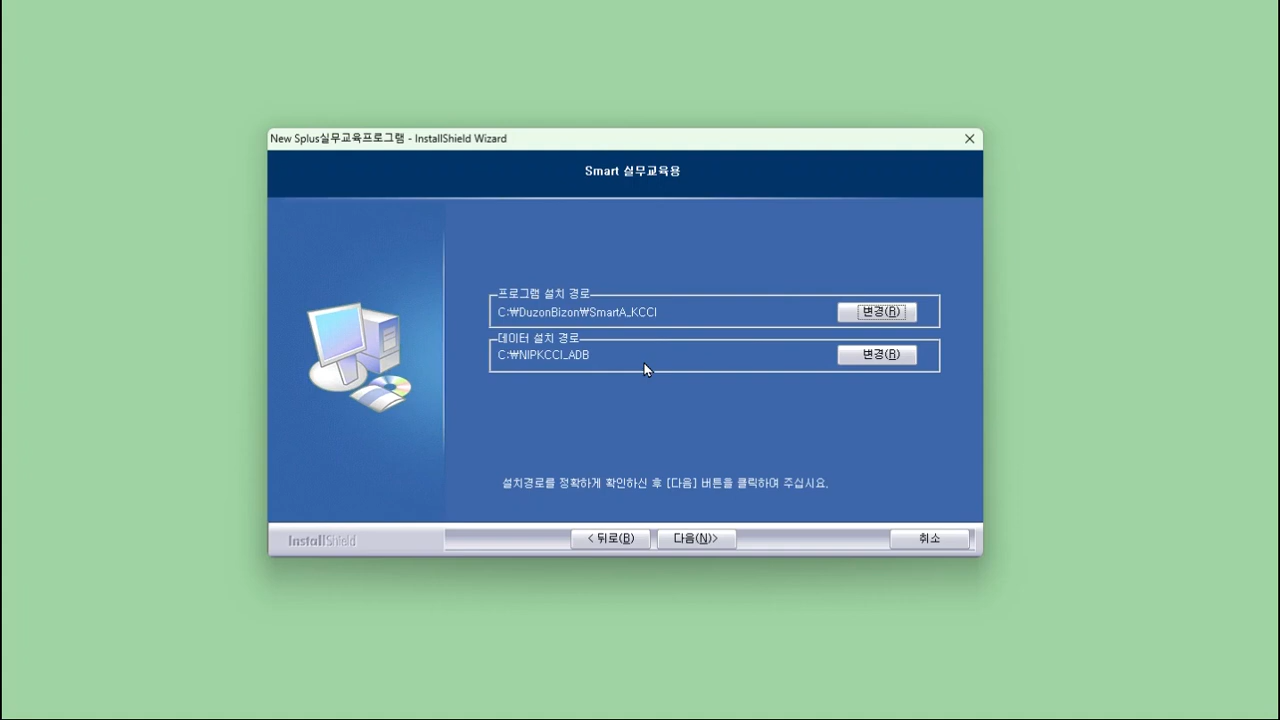 New Splus실무교육프로그램 - InstallShield Wizard
Smart 실무교육용
프로그램 설치 경로
C:₩DuzonBizon₩SmartA_KCCI
변경(R)
데이터 설치 경로
C:₩NIPKCCI_ADB
변경(R)
설치경로를 정확하게 확인하신 후 [다음] 버튼을 클릭하여 주십시요.
InstallShield
< 뒤로(B)
다음(N)>
취소